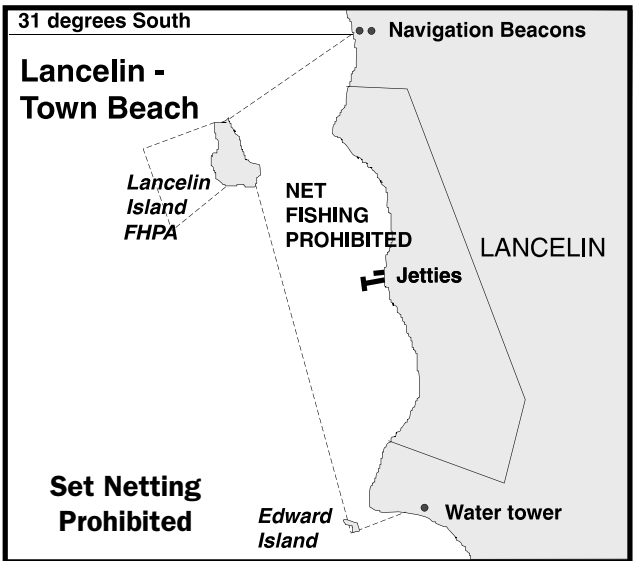 31 degrees South
Navigation Beacons
Lancelin -
Town Beach
Lancelin
Island
FHPA
NET
FISHING
PROHIBITED
LANCELIN
Jetties
Set Netting
Prohibited
Edward
Island
Water tower